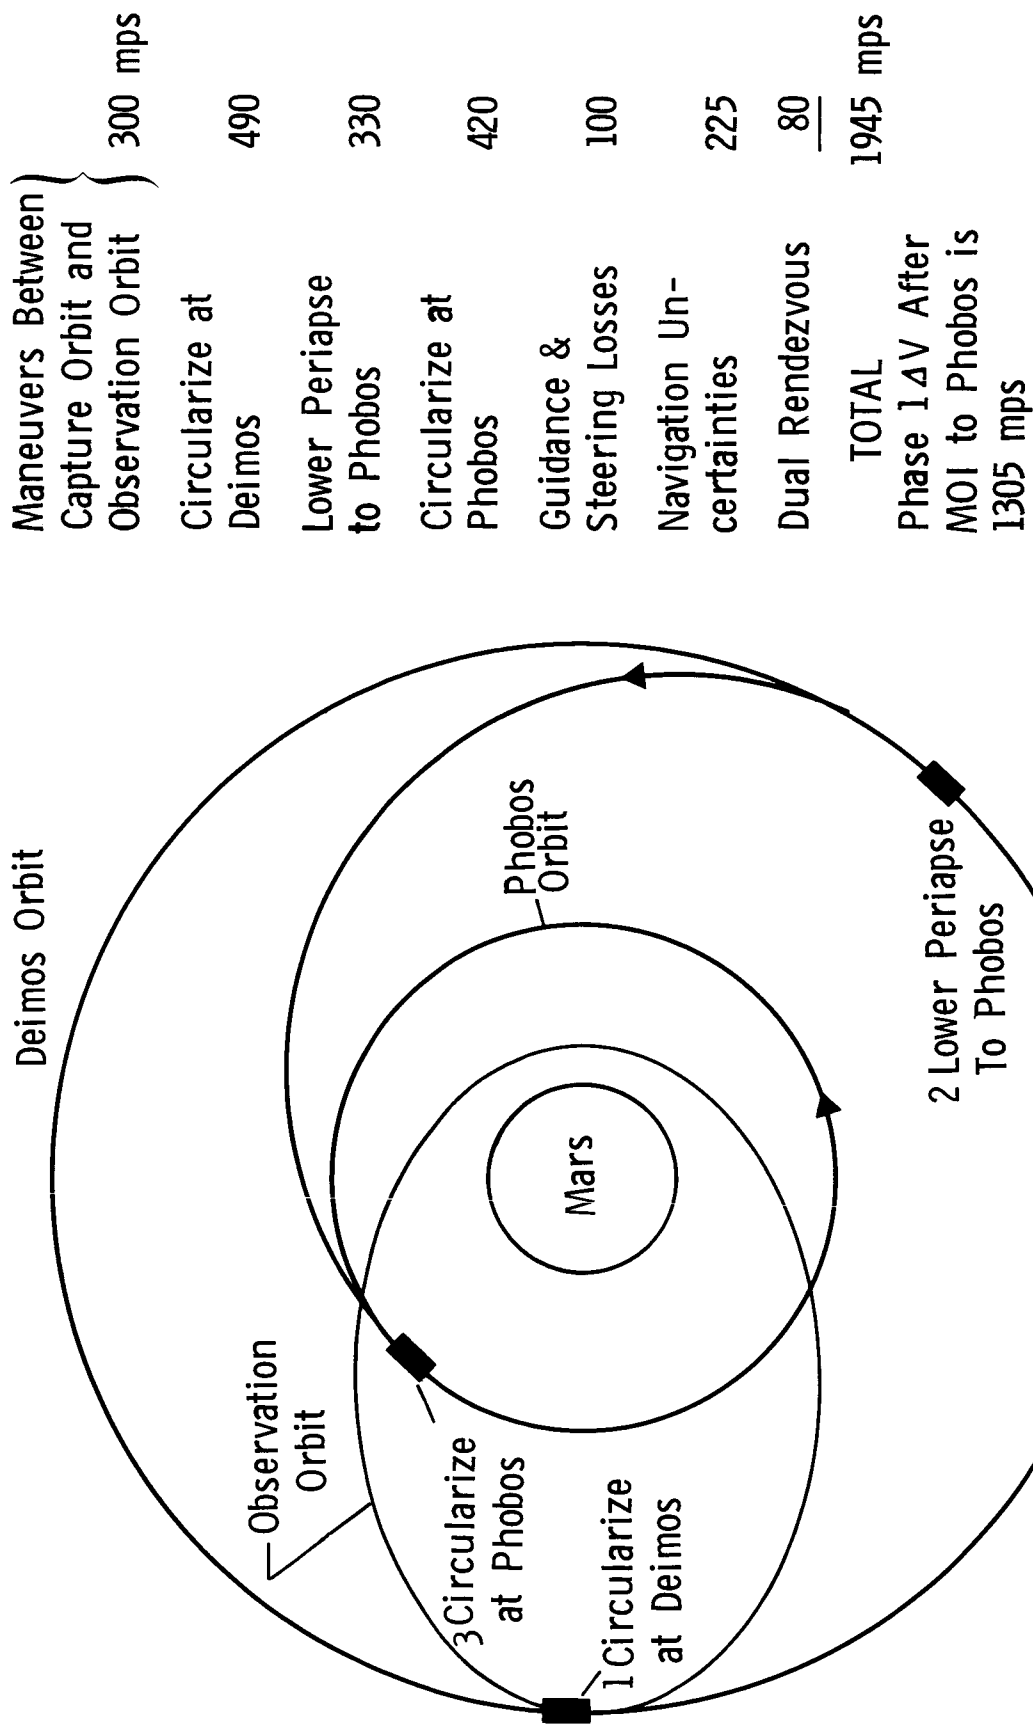 Deimos Orbit
Observation
Orbit
Phobos
Orbit
Mars
3 Circularize
at Phobos
1 Circularize
at Deimos
2 Lower Periapse
To Phobos
Maneuvers Between
Capture Orbit and
Observation Orbit 300 mps
Circularize at
Deimos 490
Lower Periapse
to Phobos 330
Circularize at
Phobos 420
Guidance &
Steering Losses 100
Navigation Un-
certainties 225
Dual Rendezvous 80
TOTAL 1945 mps
Phase 1 ΔV After
MOI to Phobos is
1305 mps